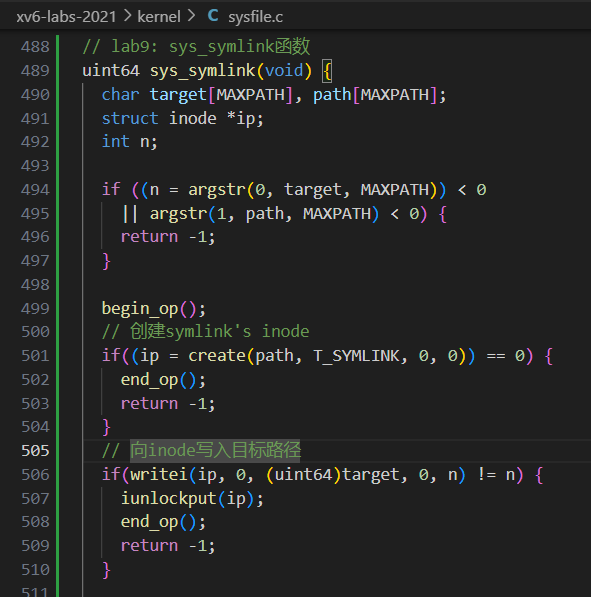 xv6-labs-2021 > kernel > C sysfile.c
488 // lab9: sys_symlink函数
489 uint64 sys_symlink(void) {
490   char target[MAXPATH], path[MAXPATH];
491   struct inode *ip;
492   int n;
493
494   if ((n = argstr(0, target, MAXPATH)) < 0
495     || argstr(1, path, MAXPATH) < 0) {
496     return -1;
497   }
498
499   begin_op();
500   // 创建symlink's inode
501   if((ip = create(path, T_SYMLINK, 0, 0)) == 0) {
502     end_op();
503     return -1;
504   }
505   // 向inode写入目标路径
506   if(writei(ip, 0, (uint64)target, 0, n) != n) {
507     iunlockput(ip);
508     end_op();
509     return -1;
510   }
511